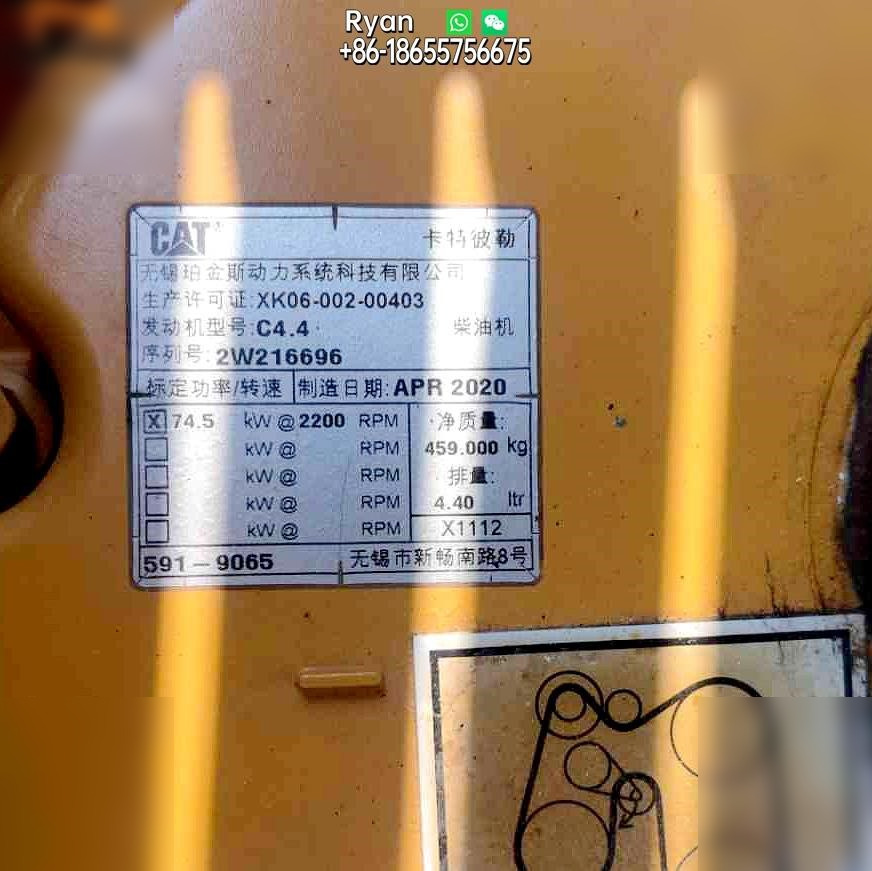 Ryan
+86-18655756675
CAT 卡特彼勒
无锡珀金斯动力系统科技有限公司
生产许可证:XK06-002-00403
发动机型号:C4.4 柴油机
序列号:2W216696
标定功率/转速 制造日期:APR 2020
X 74.5 kW @ 2200 RPM 净质量:
kW @ RPM 459.000 kg
kW @ RPM 排量:
kW @ RPM 4.40 ltr
kW @ RPM X1112
591-9065 无锡市新畅南路8号